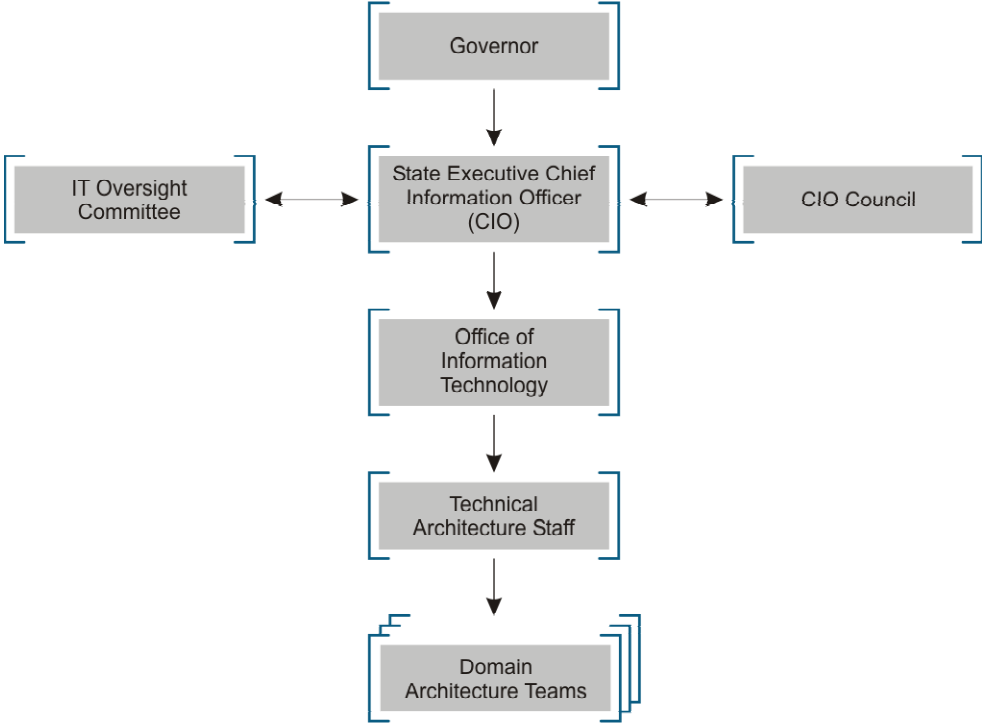 Governor
IT Oversight
Committee
State Executive Chief
Information Officer
(CIO)
CIO Council
Office of
Information
Technology
Technical
Architecture Staff
Domain
Architecture Teams